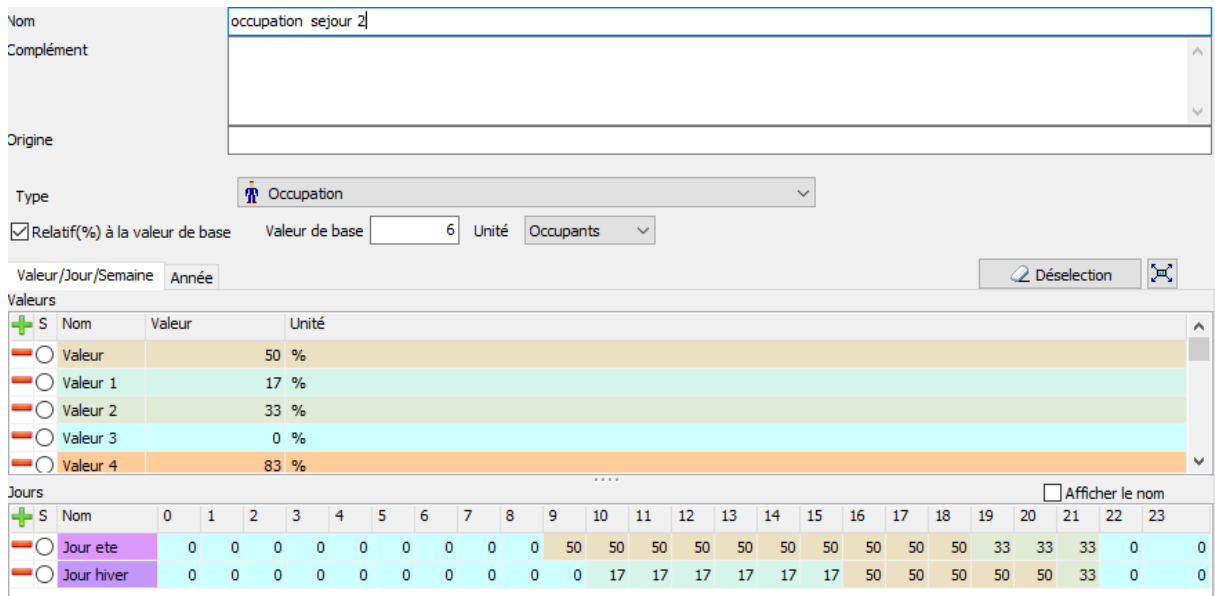 Nom occupation sejour 2
Complément
Origine
Type Occupation
Relatif(%) à la valeur de base Valeur de base 6 Unité Occupants
Valeur/Jour/Semaine Année Déselection
Valeurs
S Nom Valeur Unité
Valeur 50 %
Valeur 1 17 %
Valeur 2 33 %
Valeur 3 0 %
Valeur 4 83 %
Jours Afficher le nom
S Nom 0 1 2 3 4 5 6 7 8 9 10 11 12 13 14 15 16 17 18 19 20 21 22 23
Jour ete 0 0 0 0 0 0 0 0 0 50 50 50 50 50 50 50 50 50 50 33 33 33 0 0
Jour hiver 0 0 0 0 0 0 0 0 0 0 17 17 17 17 17 17 50 50 50 50 50 33 0 0